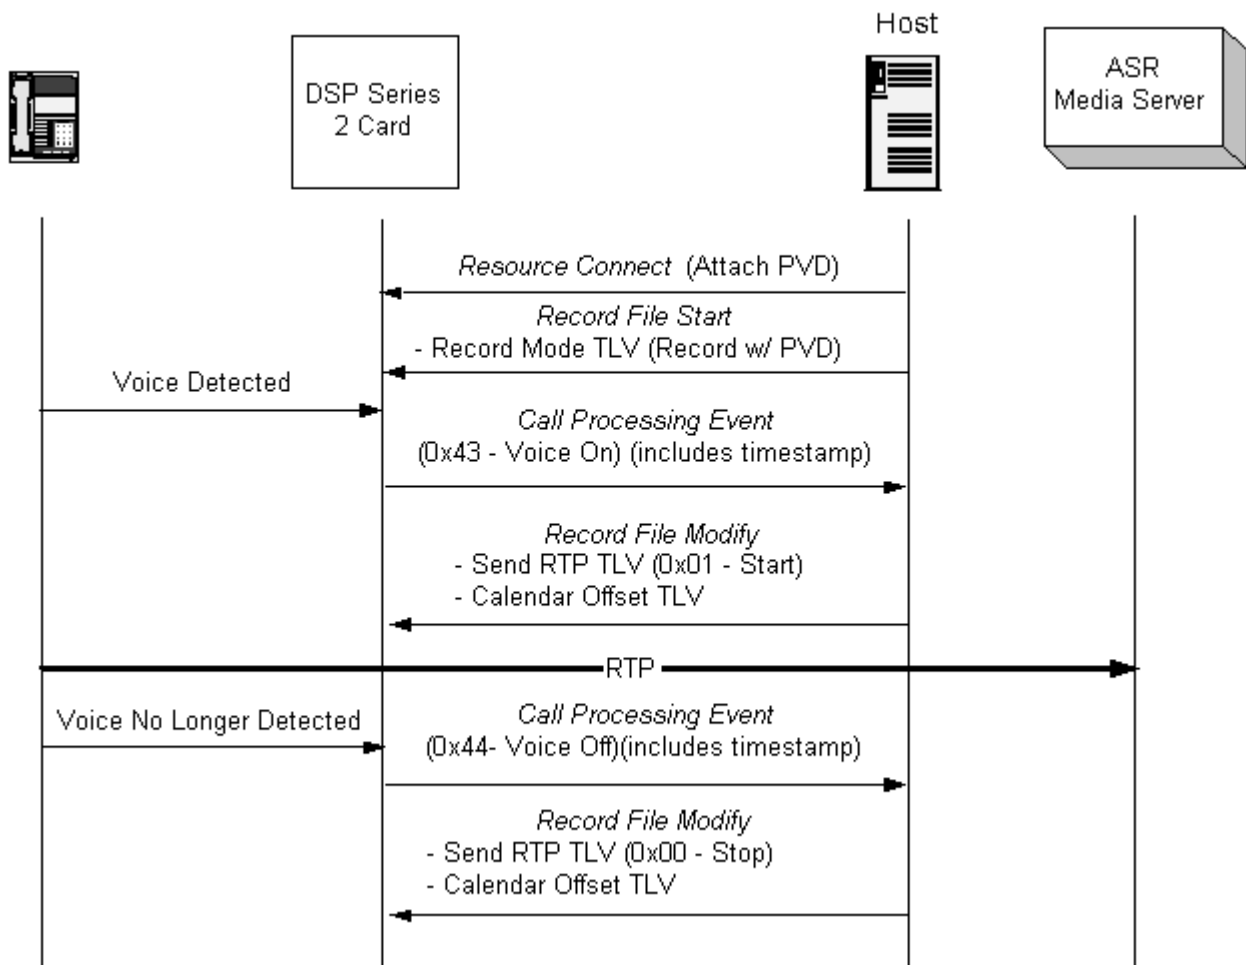 Host
DSP Series
2 Card
ASR
Media Server
Resource Connect (Attach PVD)
Record File Start
- Record Mode TLV (Record w/ PVD)
Voice Detected
Call Processing Event
(0x43 - Voice On) (includes timestamp)
Record File Modify
- Send RTP TLV (0x01 - Start)
- Calendar Offset TLV
RTP
Voice No Longer Detected
Call Processing Event
(0x44- Voice Off)(includes timestamp)
Record File Modify
- Send RTP TLV (0x00 - Stop)
- Calendar Offset TLV